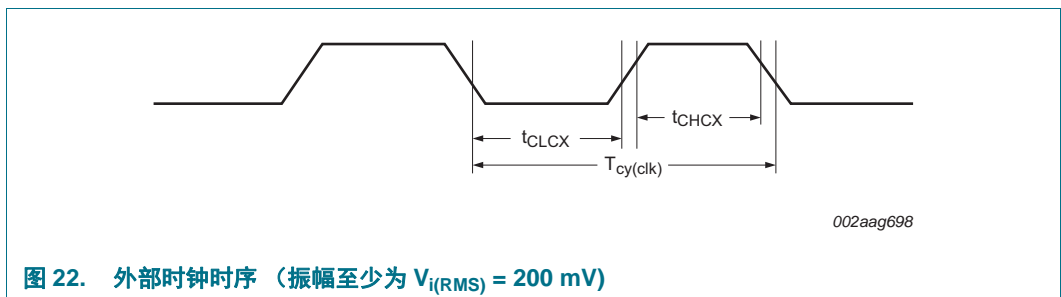 tCLCX
tCHCX
Tcy(clk)
002aag698
图 22. 外部时钟时序 （振幅至少为 Vi(RMS) = 200 mV)